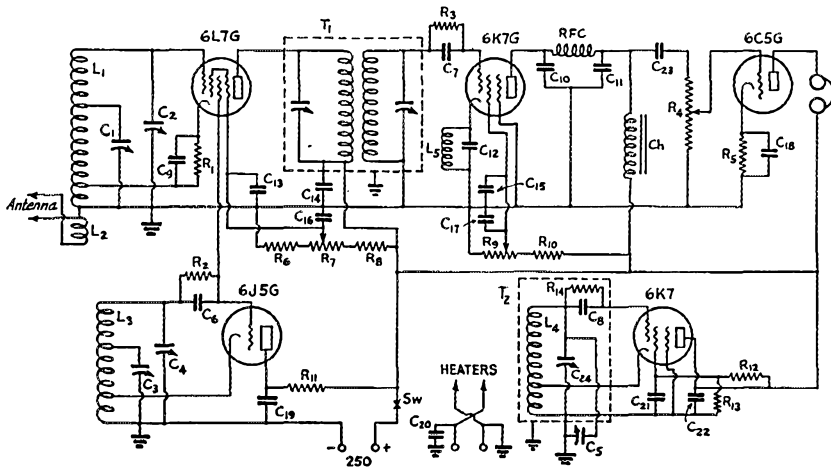 6L7G
T1
R3
6K7G
RFC
6C5G
L1
C1
C2
C9
R1
C7
C10
C11
C23
R4
Ch
R5
C18
L5
C12
C13
C14
C15
C16
C17
Antenna
L2
R6
R7
R8
R9
R10
R2
6J5G
L3
C6
C3
C4
R11
C19
Sw
- 250 +
HEATERS
C20
T2
R14
L4
C8
C24
C5
6K7
C21
C22
R12
R13